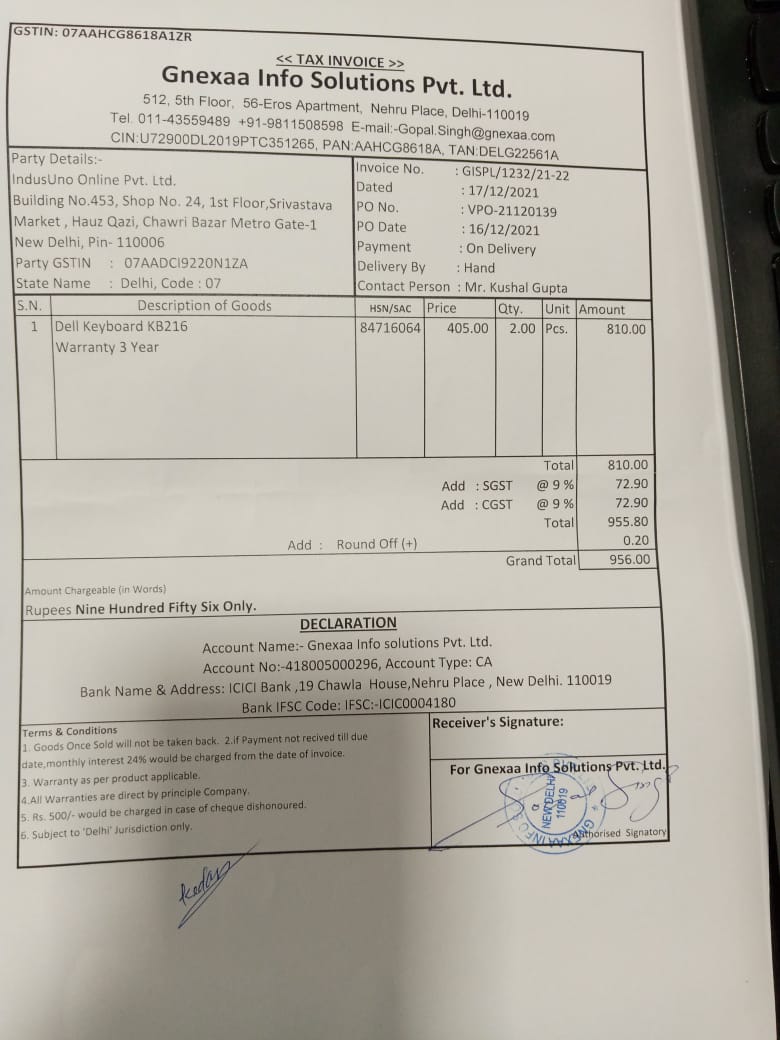 GSTIN: 07AAHCG8618A1ZR
<< TAX INVOICE >>
Gnexaa Info Solutions Pvt. Ltd.
512, 5th Floor, 56-Eros Apartment, Nehru Place, Delhi-110019
Tel. 011-43559489 +91-9811508598 E-mail:-Gopal.Singh@gnexaa.com
CIN:U72900DL2019PTC351265, PAN:AAHCG8618A, TAN:DELG22561A
Party Details:-
IndusUno Online Pvt. Ltd.
Building No.453, Shop No. 24, 1st Floor,Srivastava
Market , Hauz Qazi, Chawri Bazar Metro Gate-1
New Delhi, Pin- 110006
Party GSTIN : 07AADCI9220N1ZA
State Name : Delhi, Code : 07
Invoice No. : GISPL/1232/21-22
Dated : 17/12/2021
PO No. : VPO-21120139
PO Date : 16/12/2021
Payment : On Delivery
Delivery By : Hand
Contact Person : Mr. Kushal Gupta
S.N. Description of Goods HSN/SAC Price Qty. Unit Amount
1 Dell Keyboard KB216 84716064 405.00 2.00 Pcs. 810.00
Warranty 3 Year
Total 810.00
Add : SGST @ 9 % 72.90
Add : CGST @ 9 % 72.90
Total 955.80
Add : Round Off (+) 0.20
Grand Total 956.00
Amount Chargeable (in Words)
Rupees Nine Hundred Fifty Six Only.
DECLARATION
Account Name:- Gnexaa Info solutions Pvt. Ltd.
Account No:-418005000296, Account Type: CA
Bank Name & Address: ICICI Bank ,19 Chawla House,Nehru Place , New Delhi. 110019
Bank IFSC Code: IFSC:-ICIC0004180
Terms & Conditions
1. Goods Once Sold will not be taken back. 2.if Payment not recived till due
date,monthly interest 24% would be charged from the date of invoice.
3. Warranty as per product applicable.
4.All Warranties are direct by principle Company.
5. Rs. 500/- would be charged in case of cheque dishonoured.
6. Subject to 'Delhi' Jurisdiction only.
Receiver's Signature:
For Gnexaa Info Solutions Pvt. Ltd.
NEW DELHI
110019
GNEXAA INFO
Authorised Signatory